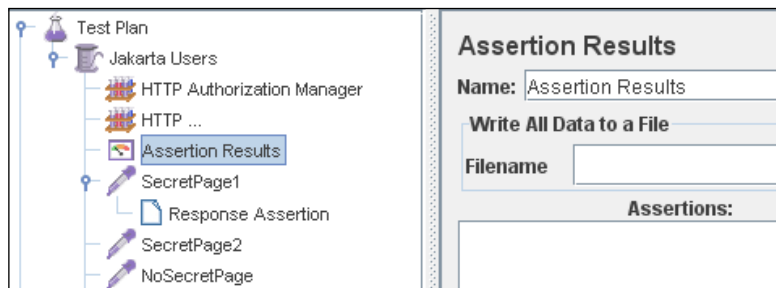 Test Plan
Jakarta Users
HTTP Authorization Manager
HTTP ...
Assertion Results
SecretPage1
Response Assertion
SecretPage2
NoSecretPage
Assertion Results
Name: Assertion Results
Write All Data to a File
Filename
Assertions: